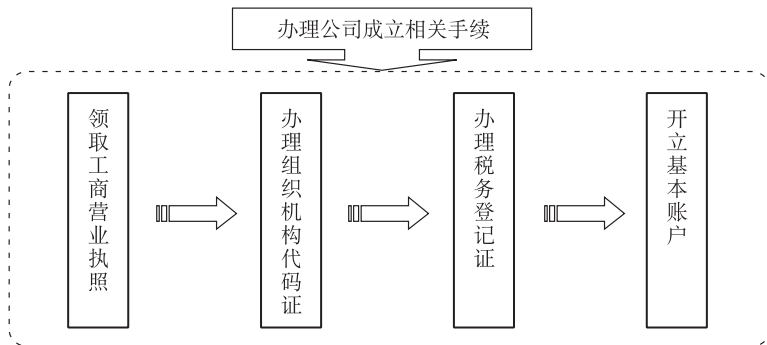 办理公司成立相关手续
领取工商营业执照
办理组织机构代码证
办理税务登记证
开立基本账户